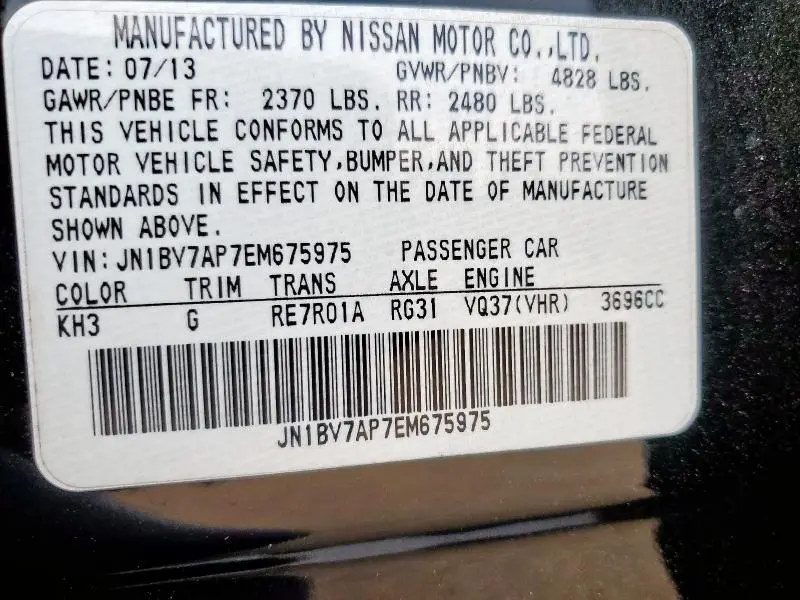 MANUFACTURED BY NISSAN MOTOR CO.,LTD.
DATE: 07/13 GVWR/PNBV: 4828 LBS.
GAWR/PNBE FR: 2370 LBS. RR: 2480 LBS.
THIS VEHICLE CONFORMS TO ALL APPLICABLE FEDERAL
MOTOR VEHICLE SAFETY,BUMPER,AND THEFT PREVENTION
STANDARDS IN EFFECT ON THE DATE OF MANUFACTURE
SHOWN ABOVE.
VIN: JN1BV7AP7EM675975 PASSENGER CAR
COLOR TRIM TRANS AXLE ENGINE
KH3 G RE7R01A RG31 VQ37(VHR) 3696CC
JN1BV7AP7EM675975